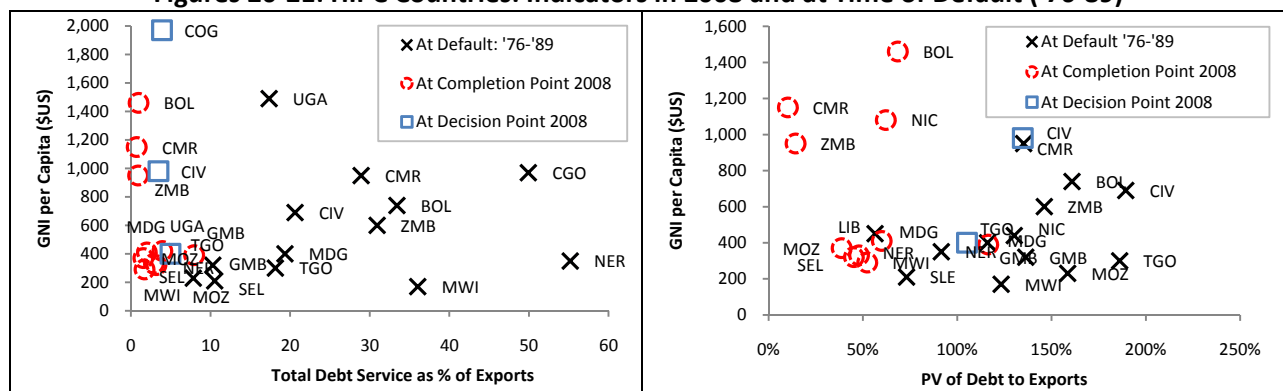 Figures 20-21: HIPC Countries: Indicators in 2008 and at Time of Default ('76-89)
2,000
1,800
1,600
1,400
1,200
1,000
800
600
400
200
0
0
10
20
30
40
50
60
GNI per Capita ($US)
Total Debt Service as % of Exports
At Default: '76-'89
At Completion Point 2008
At Decision Point 2008
COG
BOL
UGA
CMR
CIV
ZMB
CMR
CGO
CIV
BOL
ZMB
MDG
UGA
GMB
TGO
MOZ
SEL
NER
MDG
GMB
TGO
NER
MWI
MOZ
SEL
MWI
1,600
1,400
1,200
1,000
800
600
400
200
0
0%
50%
100%
150%
200%
250%
GNI per Capita ($US)
PV of Debt to Exports
At Default '76-'89
At Completion Point 2008
At Decision Point 2008
BOL
CMR
NIC
ZMB
CIV
CMR
BOL
CIV
ZMB
LIB
MDG
TGO
NIC
MOZ
NER
MDG
SEL
MWI
NER
GMB
GMB
SLE
MWI
MOZ
TGO